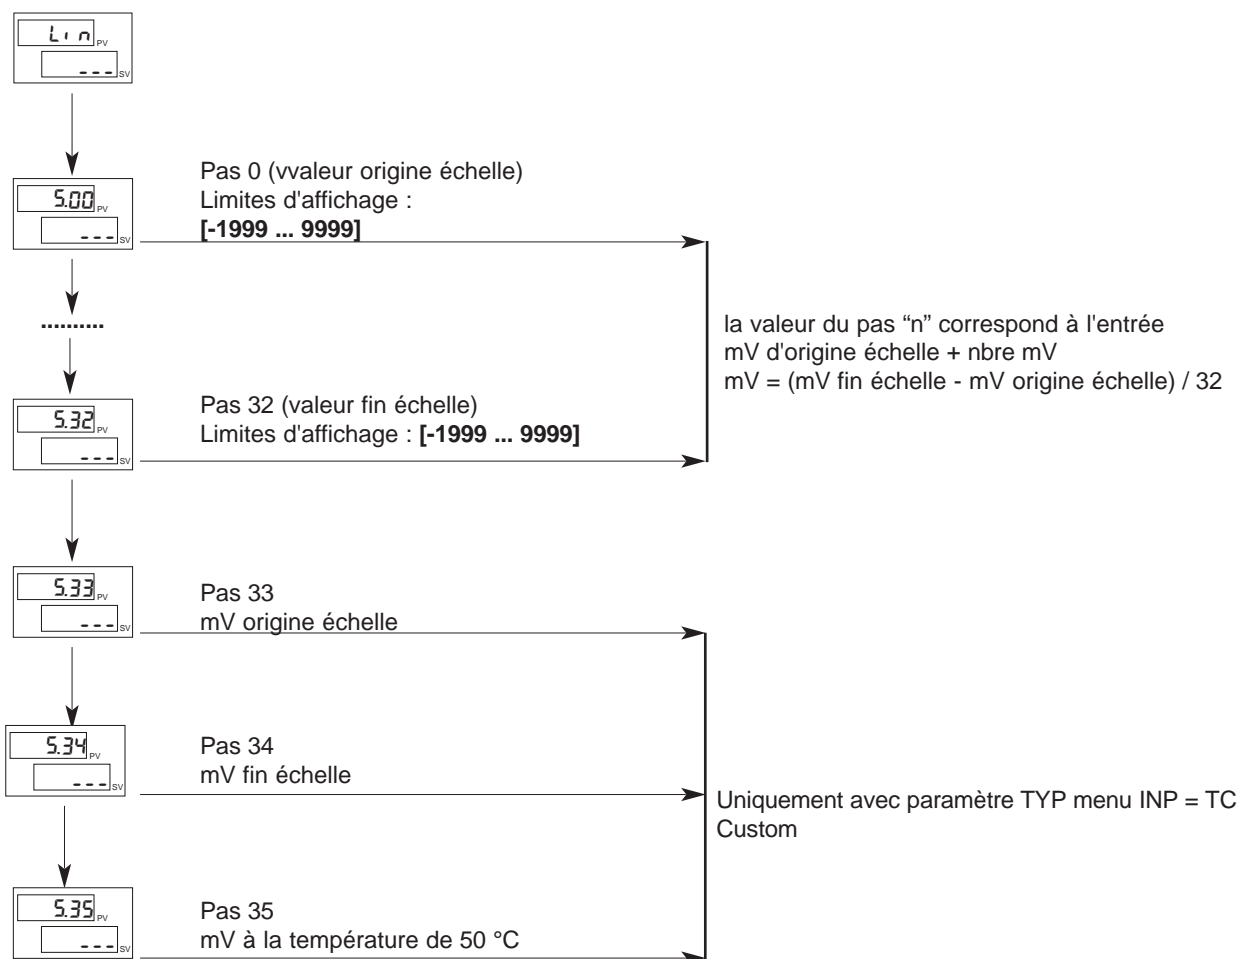 Lin
PV
---
SV
Pas 0 (vvaleur origine échelle)
Limites d'affichage :
[-1999 ... 9999]
5.00
PV
---
SV
..........
la valeur du pas “n” correspond à l'entrée
mV d'origine échelle + nbre mV
mV = (mV fin échelle - mV origine échelle) / 32
Pas 32 (valeur fin échelle)
Limites d'affichage : [-1999 ... 9999]
5.32
PV
---
SV
5.33
PV
---
SV
Pas 33
mV origine échelle
5.34
PV
---
SV
Pas 34
mV fin échelle
Uniquement avec paramètre TYP menu INP = TC
Custom
5.35
PV
---
SV
Pas 35
mV à la température de 50 °C